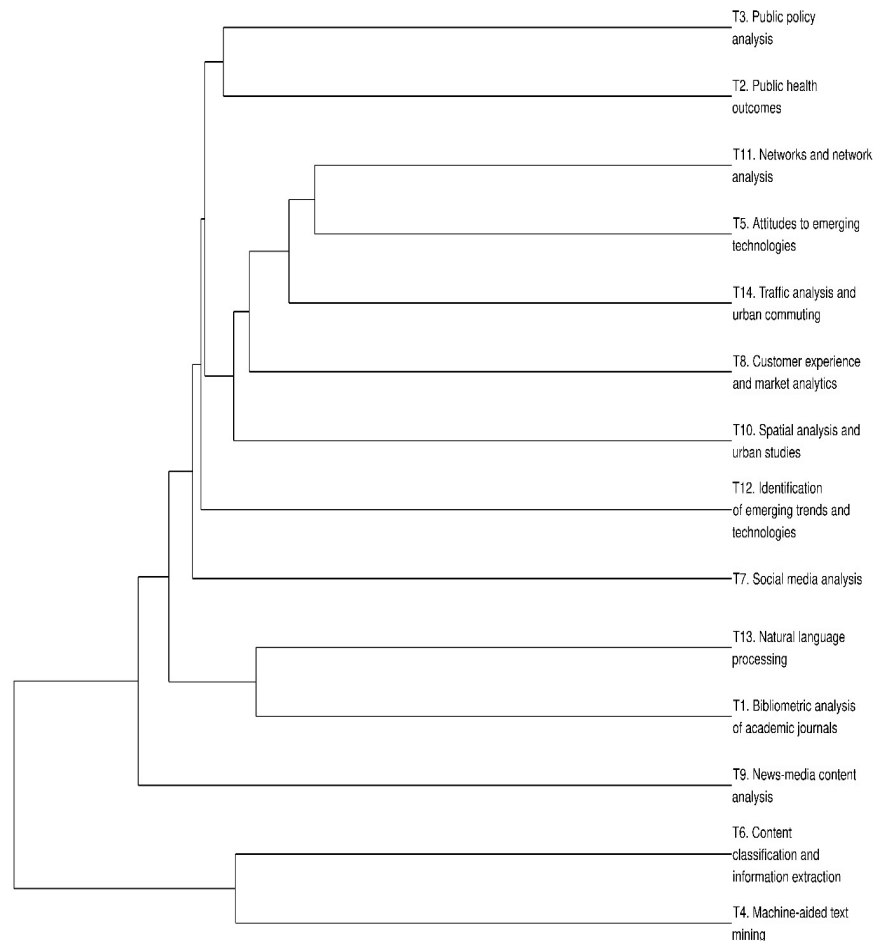 T3. Public policy
analysis
T2. Public health
outcomes
T11. Networks and network
analysis
T5. Attitudes to emerging
technologies
T14. Traffic analysis and
urban commuting
T8. Customer experience
and market analytics
T10. Spatial analysis and
urban studies
T12. Identification
of emerging trends and
technologies
T7. Social media analysis
T13. Natural language
processing
T1. Bibliometric analysis
of academic journals
T9. News-media content
analysis
T6. Content
classification and
information extraction
T4. Machine-aided text
mining